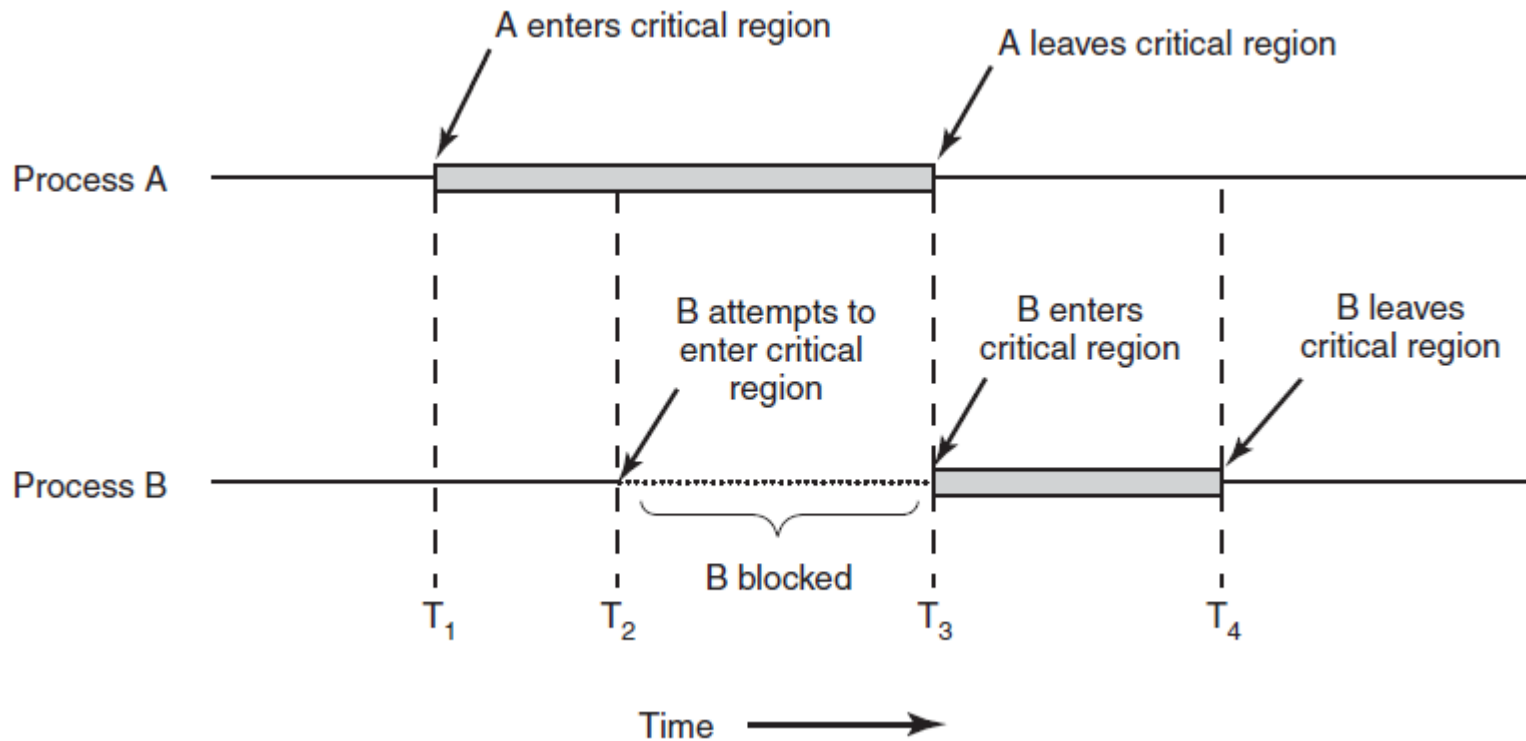 A enters critical region
A leaves critical region
Process A
B attempts to
enter critical
region
B enters
critical region
B leaves
critical region
Process B
B blocked
T₁
T₂
T₃
T₄
Time